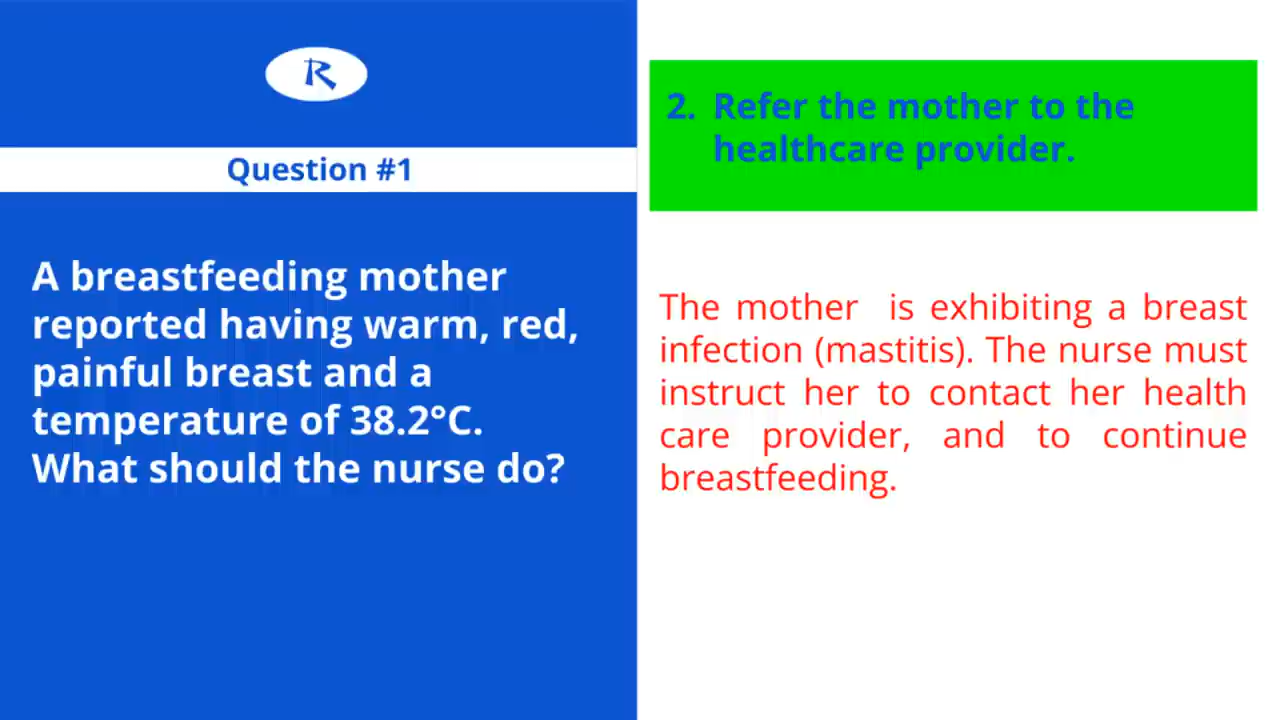 R
Question #1
A breastfeeding mother
reported having warm, red,
painful breast and a
temperature of 38.2°C.
What should the nurse do?
2. Refer the mother to the
healthcare provider.
The mother is exhibiting a breast
infection (mastitis). The nurse must
instruct her to contact her health
care provider, and to continue
breastfeeding.